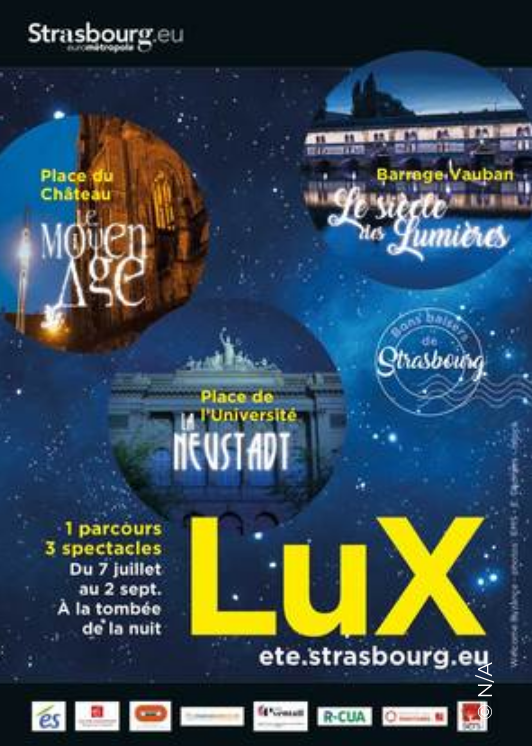 Strasbourg.eu
eurométropole
Place du
Château
Le
MOYEN
AGE
Barrage Vauban
Le siècle
des Lumières
Bons baisers
de
Strasbourg
Place de
l'Université
LA
NEUSTADT
1 parcours
3 spectacles
Du 7 juillet
au 2 sept.
À la tombée
de la nuit
LuX
ete.strasbourg.eu
© N/A
és
R-CUA